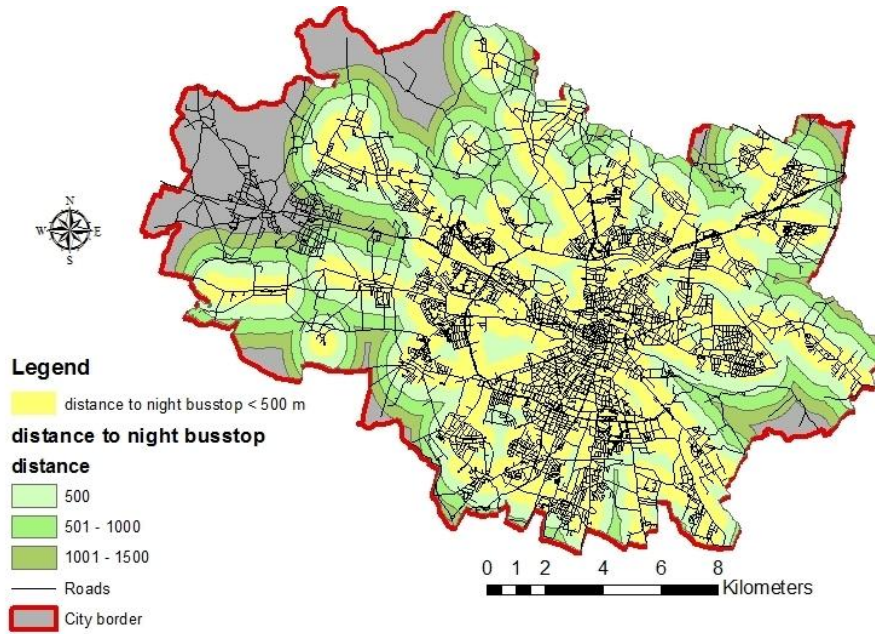 N
W E
S
Legend
distance to night busstop < 500 m
distance to night busstop
distance
500
501 - 1000
1001 - 1500
Roads
City border
0 1 2 4 6 8
Kilometers